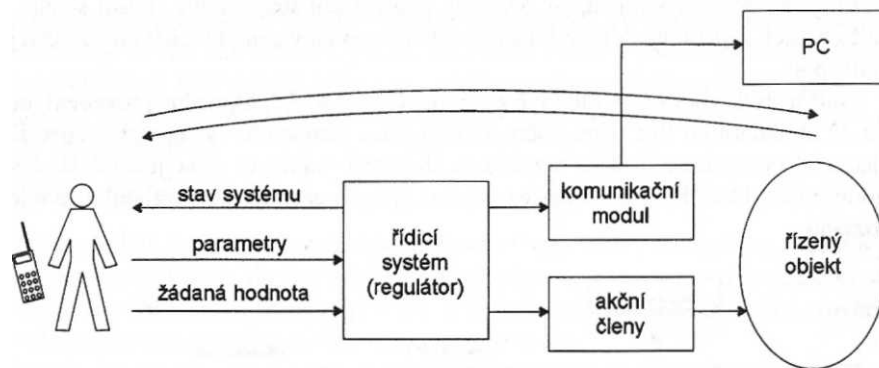 PC
stav systému
parametry
žádaná hodnota
řídicí
systém
(regulátor)
komunikační
modul
akční
členy
řízený
objekt